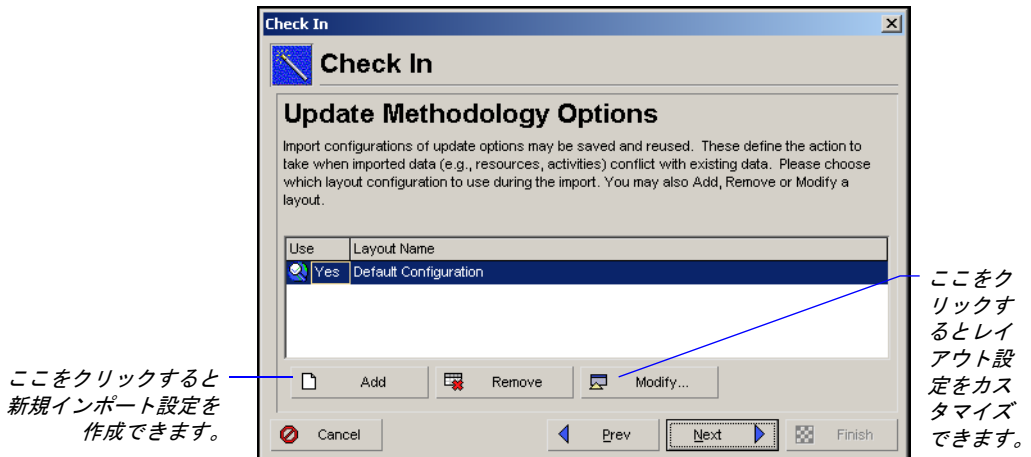 Check In
Check In
Update Methodology Options
Import configurations of update options may be saved and reused. These define the action to
take when imported data (e.g., resources, activities) conflict with existing data. Please choose
which layout configuration to use during the import. You may also Add, Remove or Modify a
layout.
Use Layout Name
Yes Default Configuration
Add Remove Modify...
Cancel Prev Next Finish
ここをクリックすると
新規インポート設定を
作成できます。
ここをク
リックす
るとレイ
アウト設
定をカス
タマイズ
できます。